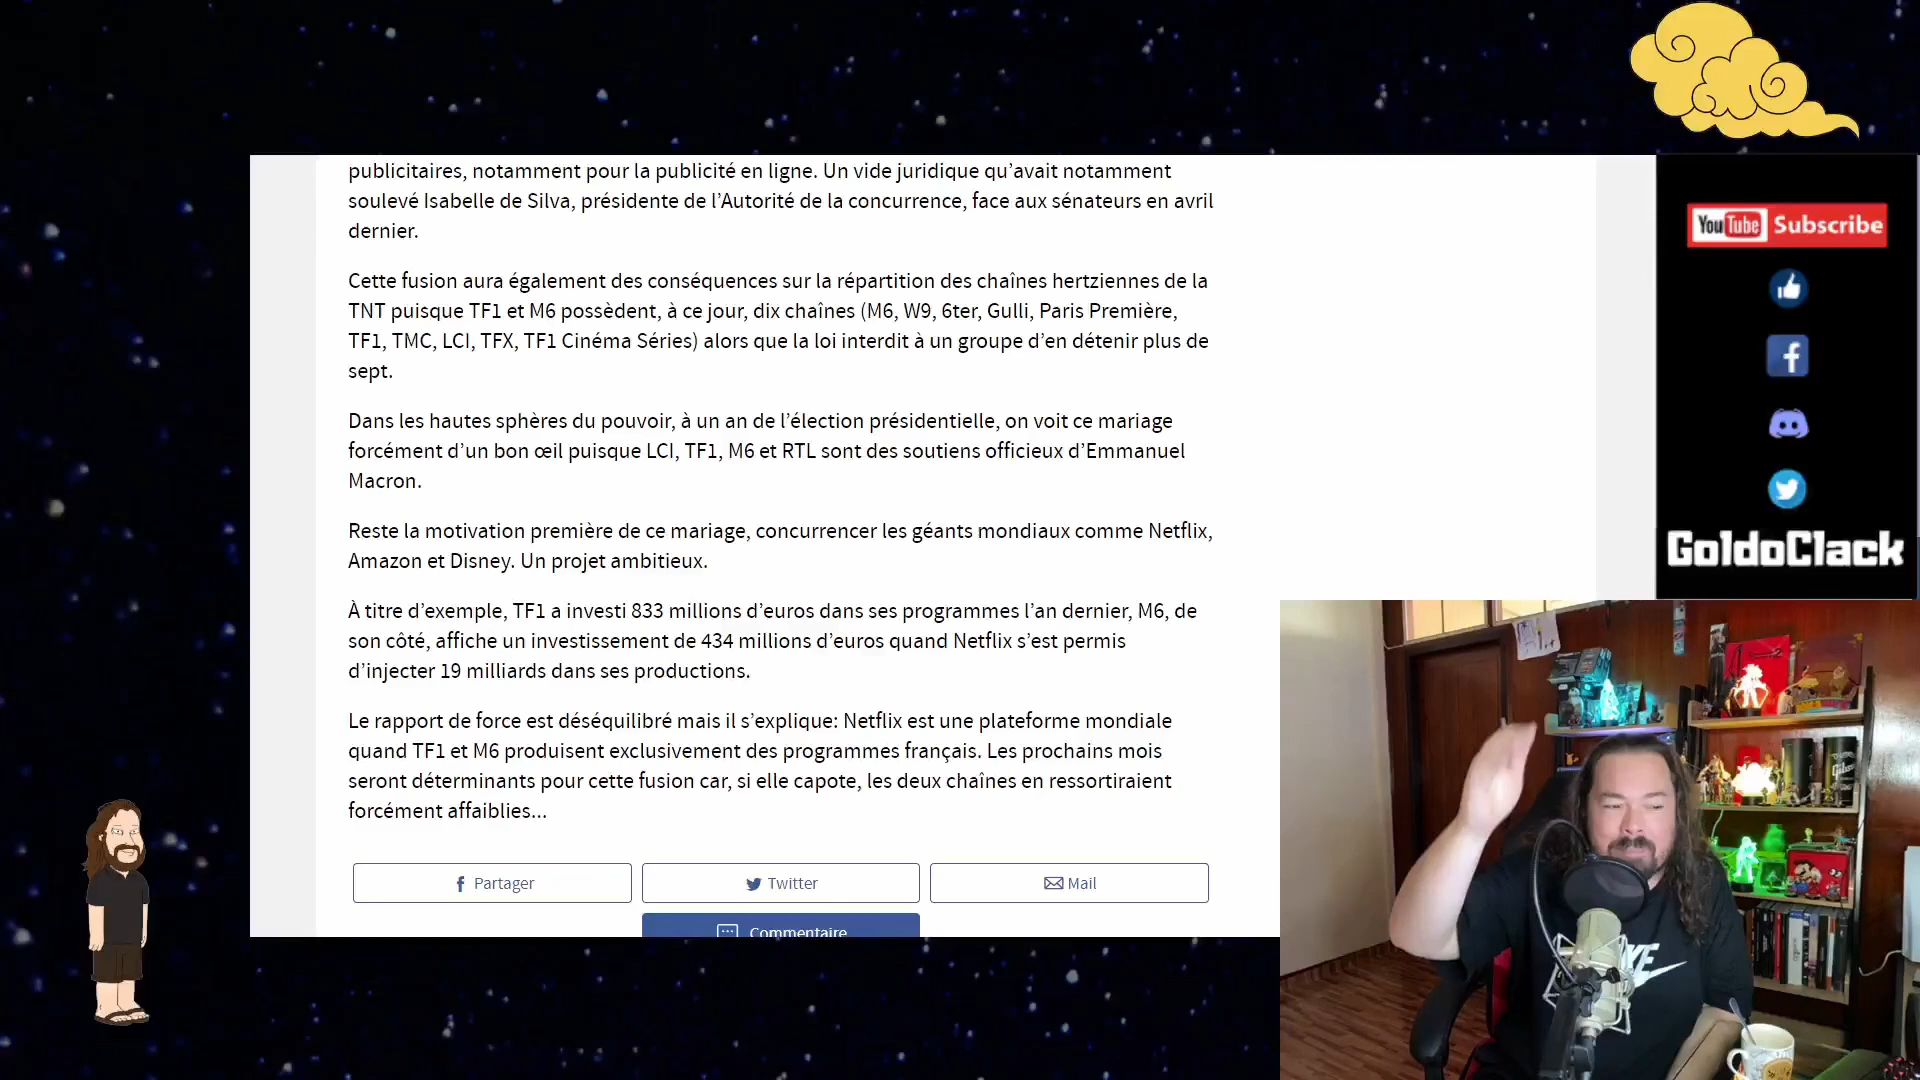 publicitaires, notamment pour la publicité en ligne. Un vide juridique qu’avait notamment
soulevé Isabelle de Silva, présidente de l’Autorité de la concurrence, face aux sénateurs en avril
dernier.
Cette fusion aura également des conséquences sur la répartition des chaînes hertziennes de la
TNT puisque TF1 et M6 possèdent, à ce jour, dix chaînes (M6, W9, 6ter, Gulli, Paris Première,
TF1, TMC, LCI, TFX, TF1 Cinéma Séries) alors que la loi interdit à un groupe d’en détenir plus de
sept.
Dans les hautes sphères du pouvoir, à un an de l’élection présidentielle, on voit ce mariage
forcément d’un bon œil puisque LCI, TF1, M6 et RTL sont des soutiens officieux d’Emmanuel
Macron.
Reste la motivation première de ce mariage, concurrencer les géants mondiaux comme Netflix,
Amazon et Disney. Un projet ambitieux.
À titre d’exemple, TF1 a investi 833 millions d’euros dans ses programmes l’an dernier, M6, de
son côté, affiche un investissement de 434 millions d’euros quand Netflix s’est permis
d’injecter 19 milliards dans ses productions.
Le rapport de force est déséquilibré mais il s’explique: Netflix est une plateforme mondiale
quand TF1 et M6 produisent exclusivement des programmes français. Les prochains mois
seront déterminants pour cette fusion car, si elle capote, les deux chaînes en ressortiraient
forcément affaiblies...
Partager
Twitter
Mail
Commentaire
YouTube Subscribe
GoldoClack